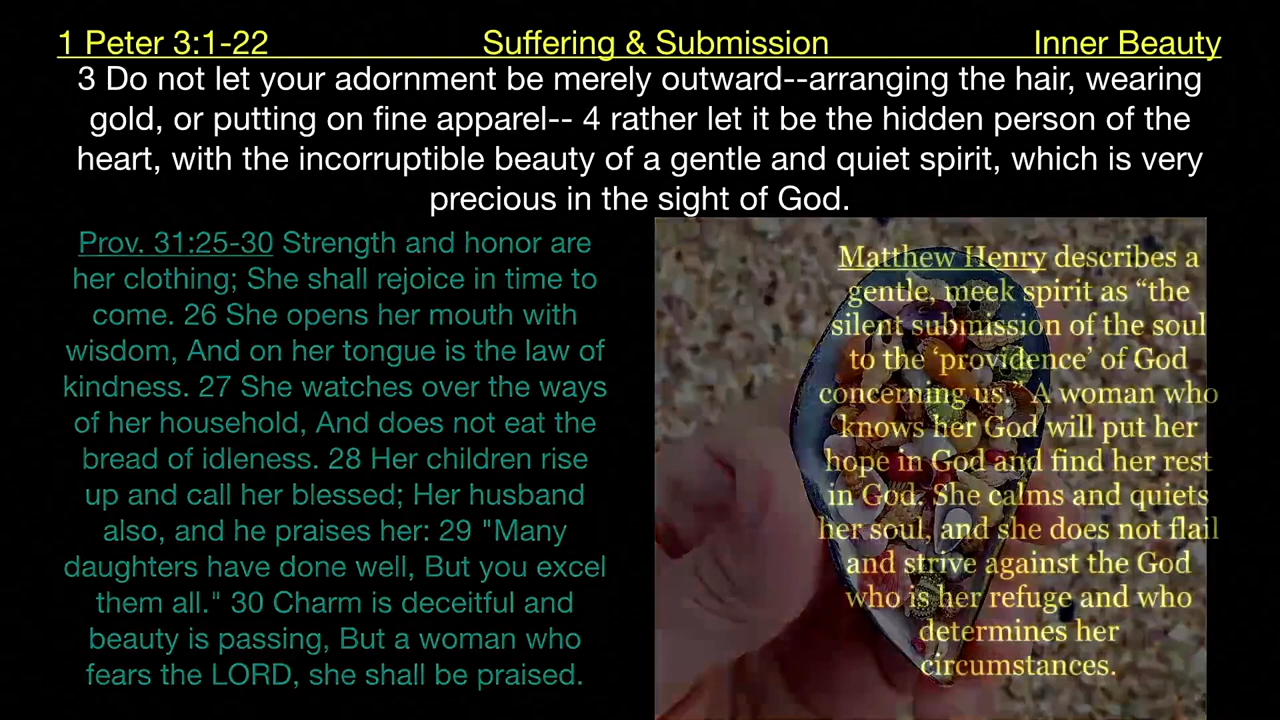 1 Peter 3:1-22 Suffering & Submission Inner Beauty
3 Do not let your adornment be merely outward--arranging the hair, wearing
gold, or putting on fine apparel-- 4 rather let it be the hidden person of the
heart, with the incorruptible beauty of a gentle and quiet spirit, which is very
precious in the sight of God.
Prov. 31:25-30 Strength and honor are
her clothing; She shall rejoice in time to
come. 26 She opens her mouth with
wisdom, And on her tongue is the law of
kindness. 27 She watches over the ways
of her household, And does not eat the
bread of idleness. 28 Her children rise
up and call her blessed; Her husband
also, and he praises her: 29 "Many
daughters have done well, But you excel
them all." 30 Charm is deceitful and
beauty is passing, But a woman who
fears the LORD, she shall be praised.
Matthew Henry describes a
gentle, meek spirit as “the
silent submission of the soul
to the ‘providence’ of God
concerning us.” A woman who
knows her God will put her
hope in God and find her rest
in God. She calms and quiets
her soul, and she does not flail
and strive against the God
who is her refuge and who
determines her
circumstances.